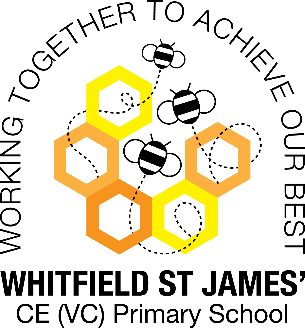 WORKING TOGETHER TO ACHIEVE OUR BEST
WHITFIELD ST JAMES'
CE (VC) Primary School